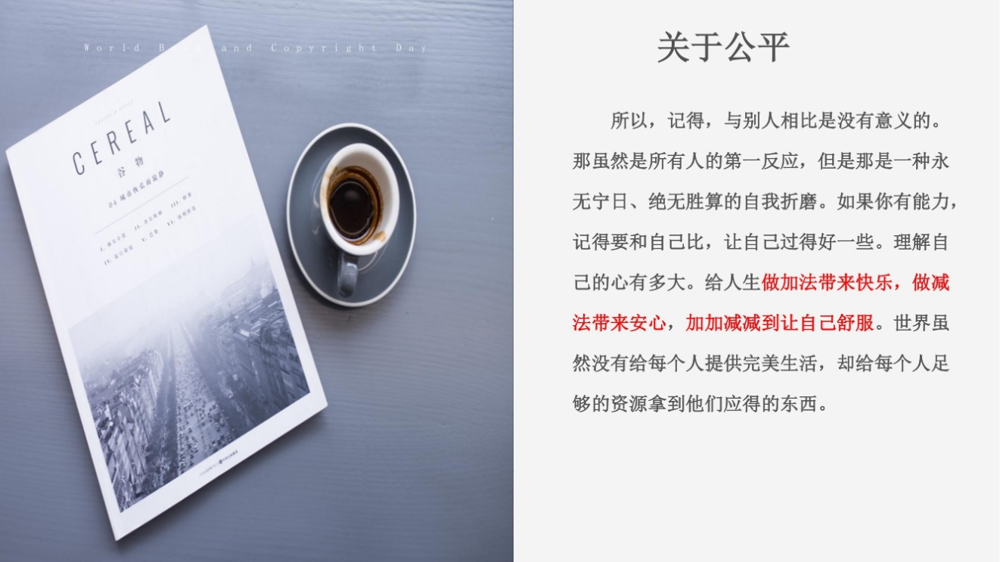 World Book and Copyright Day
CEREAL
谷物
关于公平
所以，记得，与别人相比是没有意义的。
那虽然是所有人的第一反应，但是那是一种永
无宁日、绝无胜算的自我折磨。如果你有能力，
记得要和自己比，让自己过得好一些。理解自
己的心有多大。给人生做加法带来快乐，做减
法带来安心，加加减减到让自己舒服。世界虽
然没有给每个人提供完美生活，却给每个人足
够的资源拿到他们应得的东西。